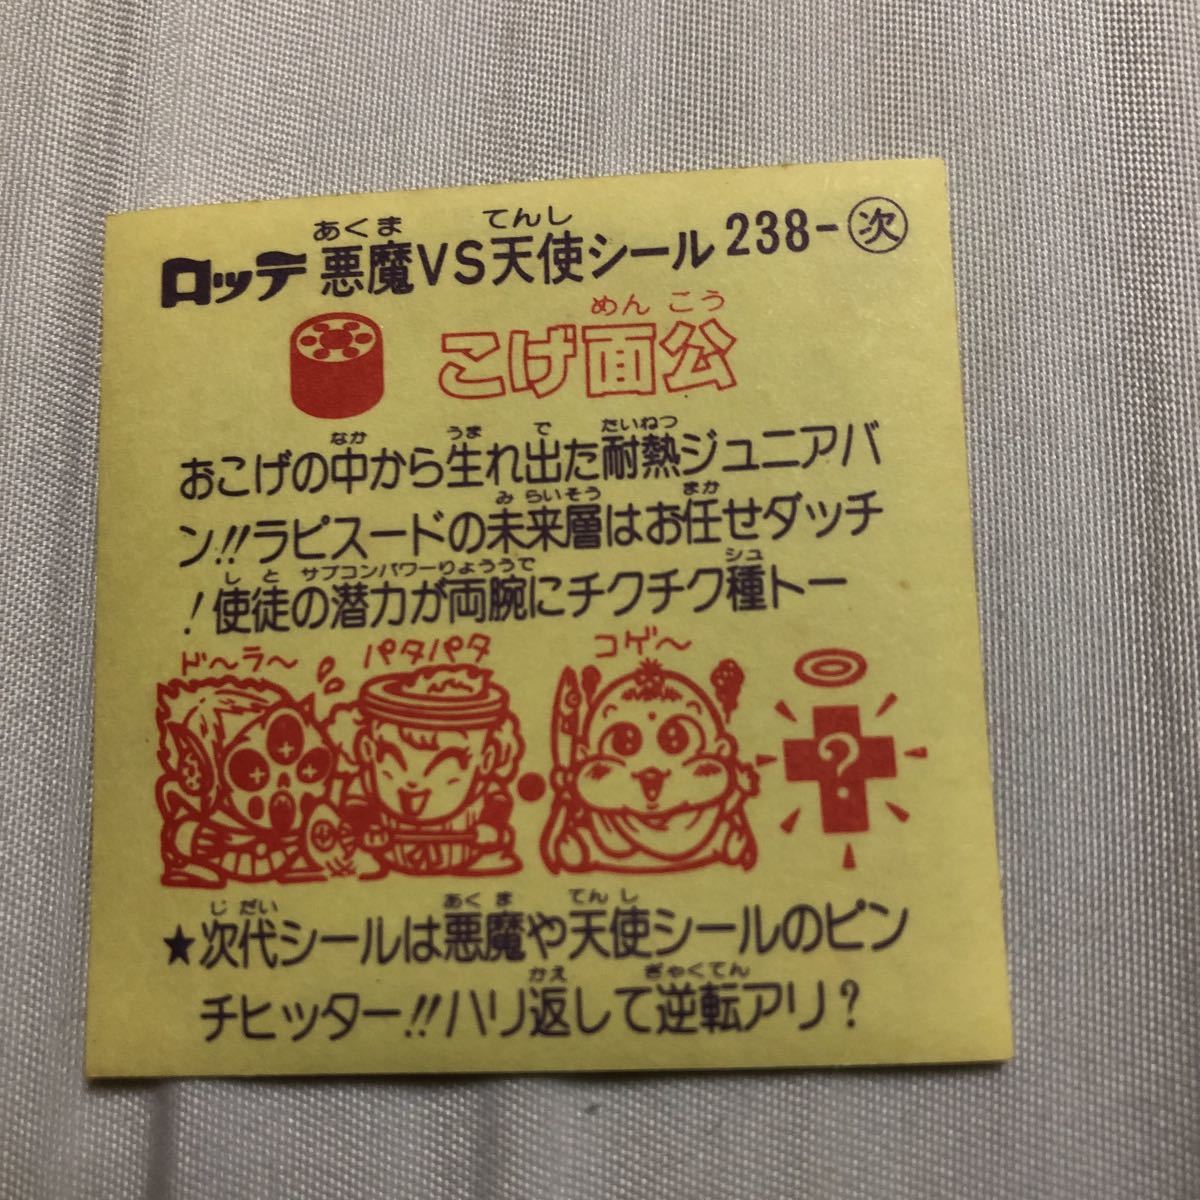 あくま てんし
ロッテ 悪魔VS天使シール 238-次
めん こう
こげ面公
なか うま で たいねつ
おこげの中から生れ出た耐熱ジュニアバ
み らいそう まか
ン!!ラピスードの未来層はお任せダッチ
し と サブコンパワーりょううで シュ
!使徒の潜力が両腕にチクチク種トー
ド〜ラ〜 パタパタ コゲ〜
?
じ だい あく ま てん し
★次代シールは悪魔や天使シールのピン
かえ ぎゃくてん
チヒッター!!ハリ返して逆転アリ?